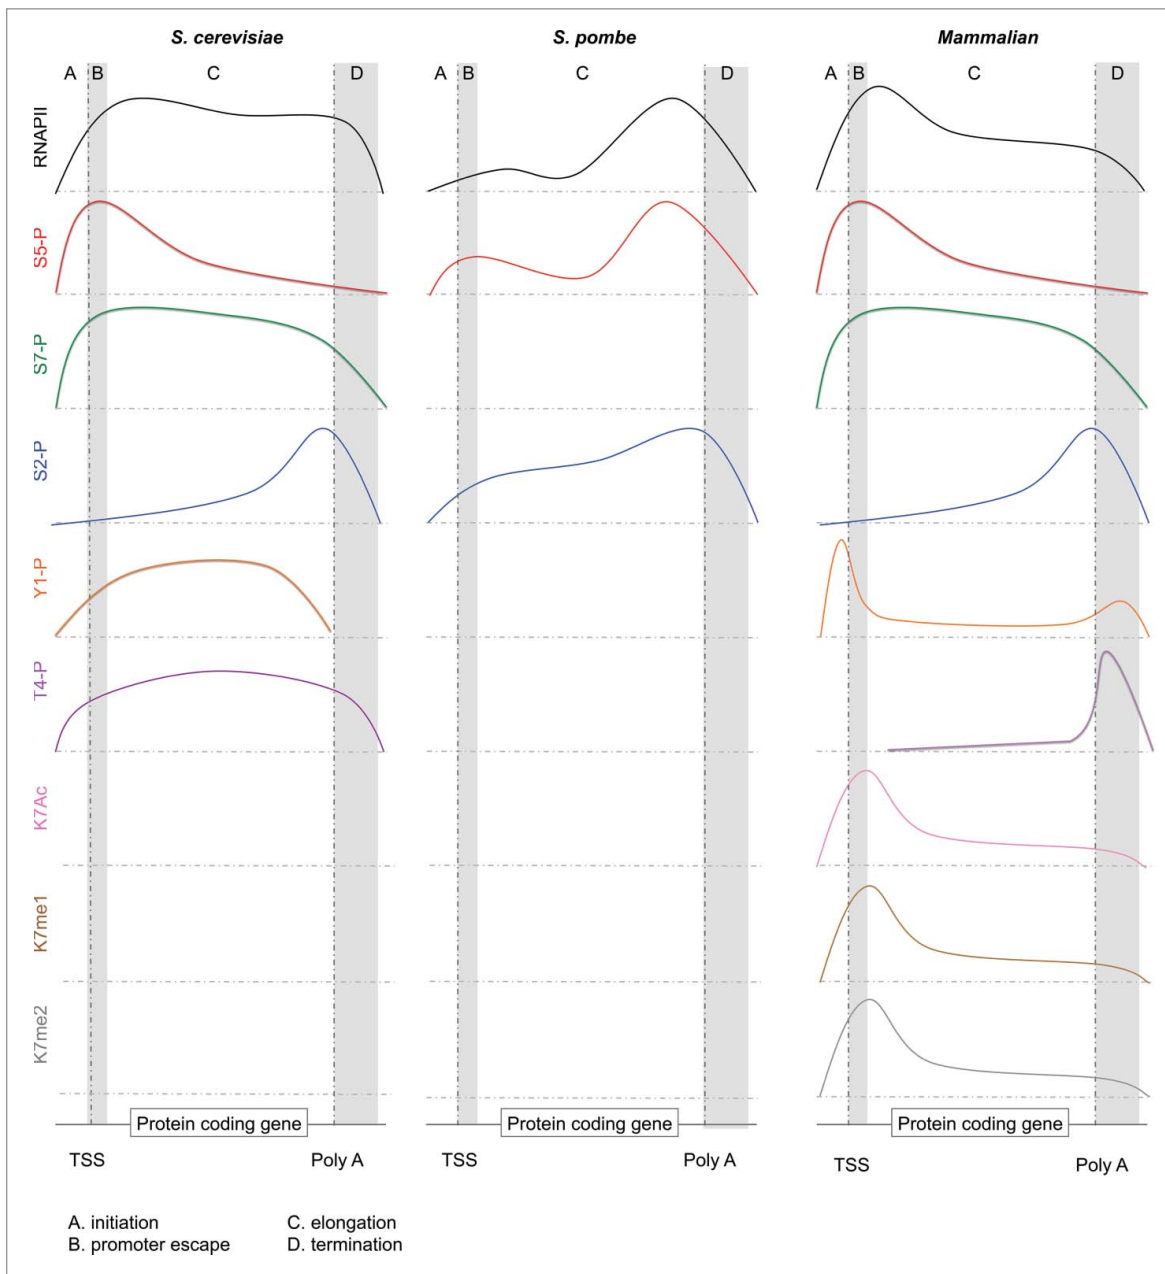 S. cerevisiae
S. pombe
Mammalian
A B C D
A B C D
A B C D
RNAPII
S5-P
S7-P
S2-P
Y1-P
T4-P
K7Ac
K7me1
K7me2
Protein coding gene
Protein coding gene
Protein coding gene
TSS Poly A
TSS Poly A
TSS Poly A
A. initiation
B. promoter escape
C. elongation
D. termination